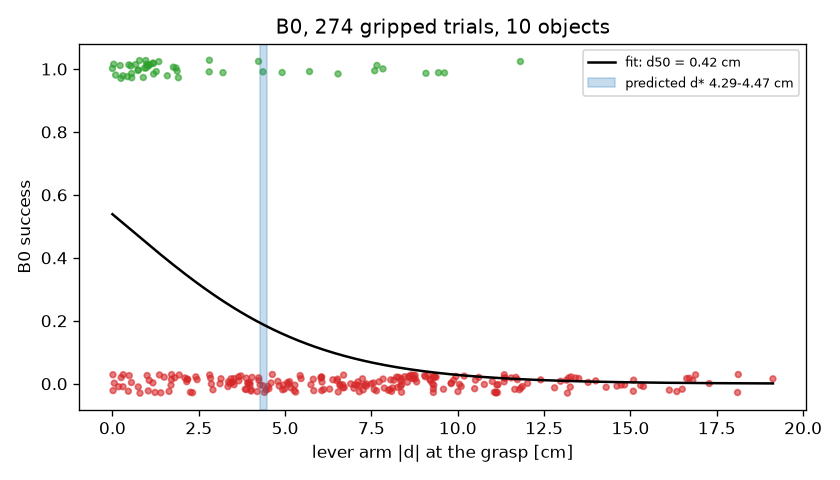 B0, 274 gripped trials, 10 objects
fit: d50 = 0.42 cm
predicted d* 4.29-4.47 cm
B0 success
1.0
0.8
0.6
0.4
0.2
0.0
0.0 2.5 5.0 7.5 10.0 12.5 15.0 17.5 20.0
lever arm |d| at the grasp [cm]